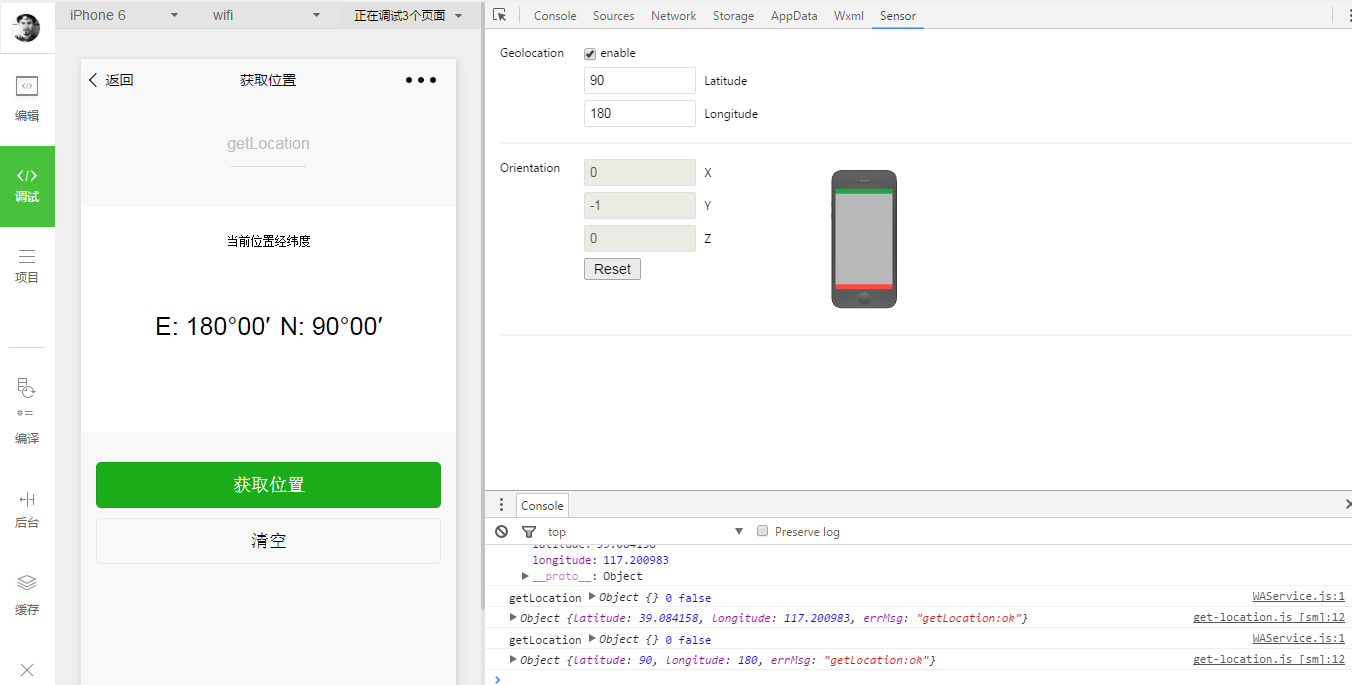 iPhone 6
wifi
正在调试3个页面
Console Sources Network Storage AppData Wxml Sensor
编辑
调试
项目
编译
后台
缓存
返回
获取位置
getLocation
当前位置经纬度
E: 180°00′ N: 90°00′
获取位置
清空
Geolocation
enable
90 Latitude
180 Longitude
Orientation
0 X
-1 Y
0 Z
Reset
Console
top
Preserve log
latitude: 39.084158
longitude: 117.200983
__proto__: Object
getLocation Object {} 0 false WAService.js:1
Object {latitude: 39.084158, longitude: 117.200983, errMsg: "getLocation:ok"} get-location.js [sm]:12
getLocation Object {} 0 false WAService.js:1
Object {latitude: 90, longitude: 180, errMsg: "getLocation:ok"} get-location.js [sm]:12